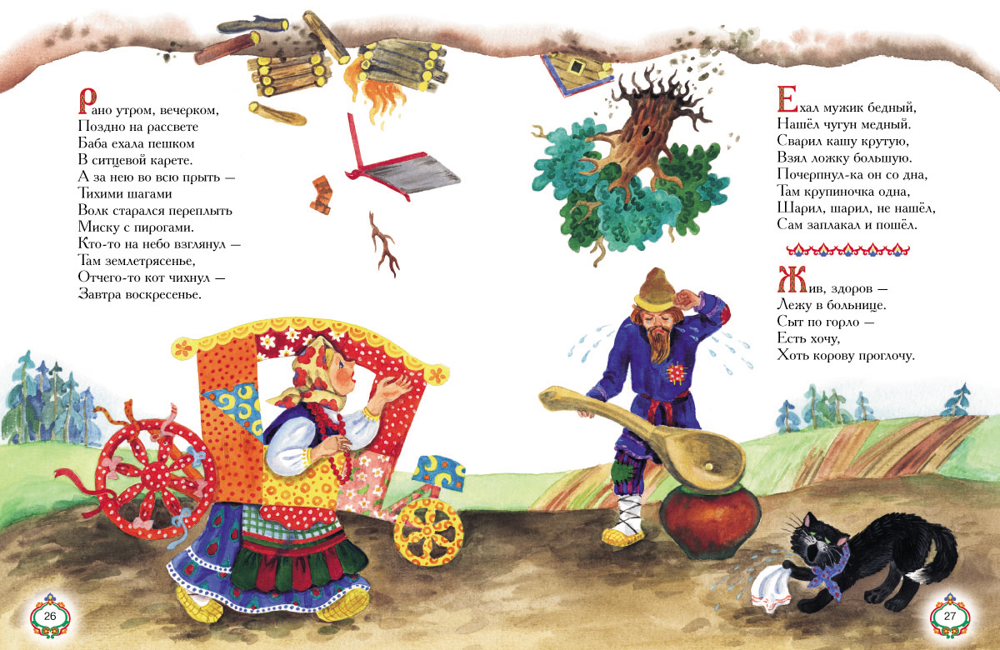 Рано утром, вечерком,
Поздно на рассвете
Баба ехала пешком
В ситцевой карете.
А за нею во всю прыть —
Тихими шагами
Волк старался переплыть
Миску с пирогами.
Кто-то на небо взглянул —
Там землетрясенье,
Отчего-то кот чихнул —
Завтра воскресенье.
26
Ехал мужик бедный,
Нашёл чугун медный.
Сварил кашу крутую,
Взял ложку большую.
Почерпнул-ка он со дна,
Там крупиночка одна,
Шарил, шарил, не нашёл,
Сам заплакал и пошёл.
Жив, здоров —
Лежу в больнице.
Сыт по горло —
Есть хочу,
Хоть корову проглочу.
27